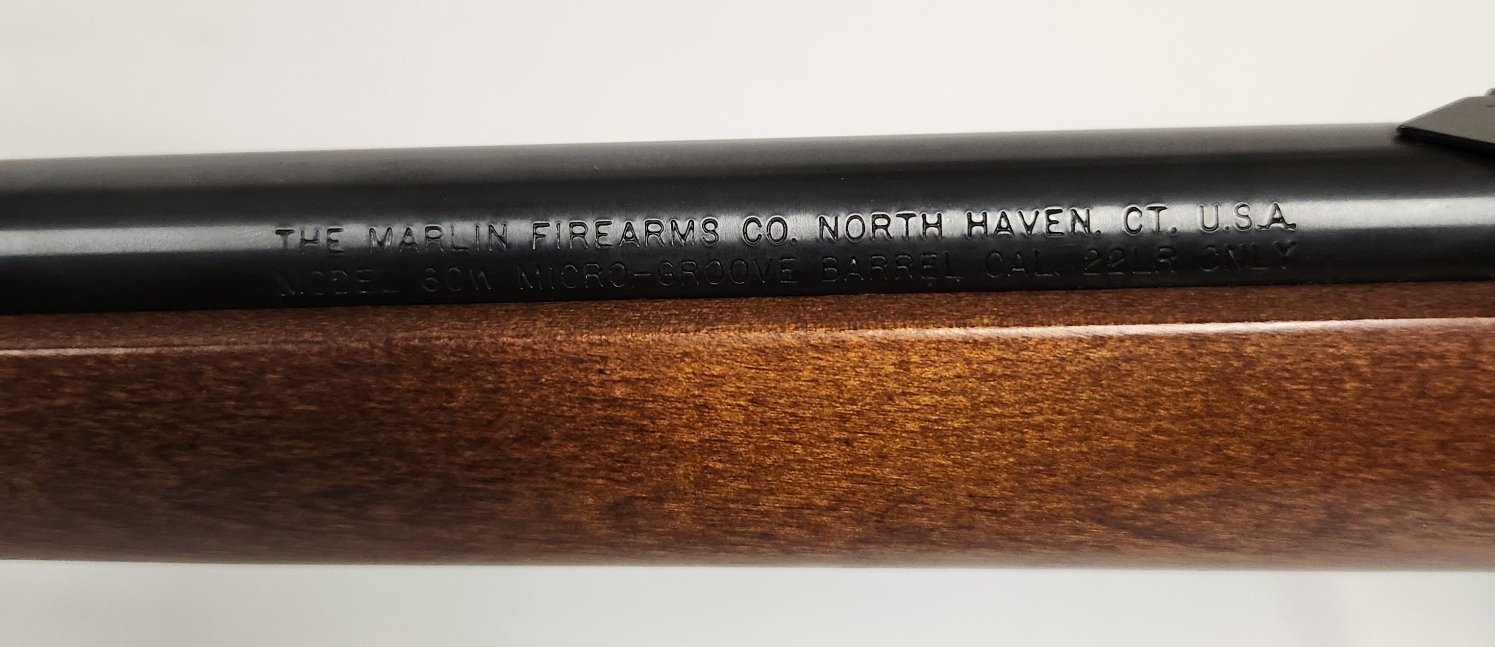 THE MARLIN FIREARMS CO. NORTH HAVEN, CT. U.S.A.
MODEL 60W MICRO-GROOVE BARREL CAL. 22LR ONLY